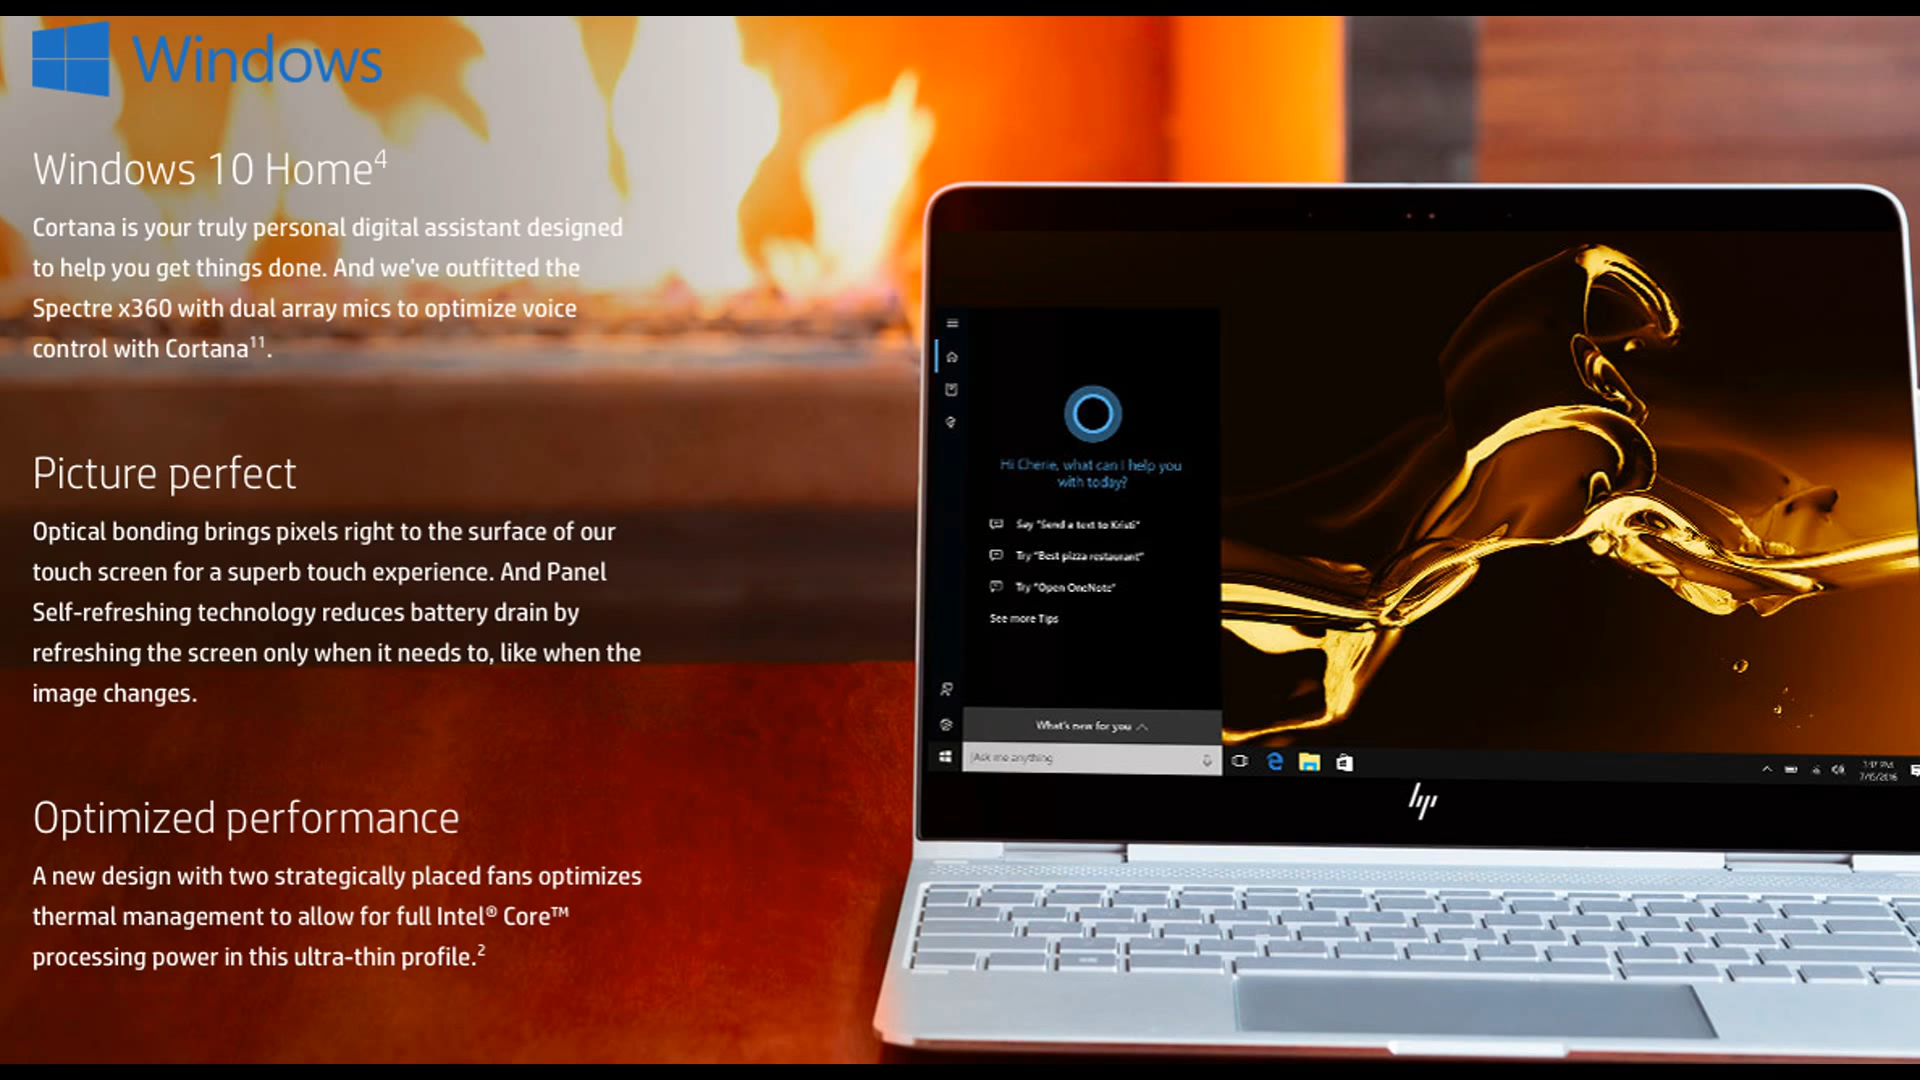 Windows
Windows 10 Home4
Cortana is your truly personal digital assistant designed
to help you get things done. And we've outfitted the
Spectre x360 with dual array mics to optimize voice
control with Cortana11.
Picture perfect
Optical bonding brings pixels right to the surface of our
touch screen for a superb touch experience. And Panel
Self-refreshing technology reduces battery drain by
refreshing the screen only when it needs to, like when the
image changes.
Optimized performance
A new design with two strategically placed fans optimizes
thermal management to allow for full Intel® Core™
processing power in this ultra-thin profile.2
Hi Cherie, what can I help you
with today?
Say "Send a text to Kristi"
Try "Best pizza restaurant"
Try "Open OneNote"
See more Tips
What's new for you
Ask me anything
7/15/2016
hp